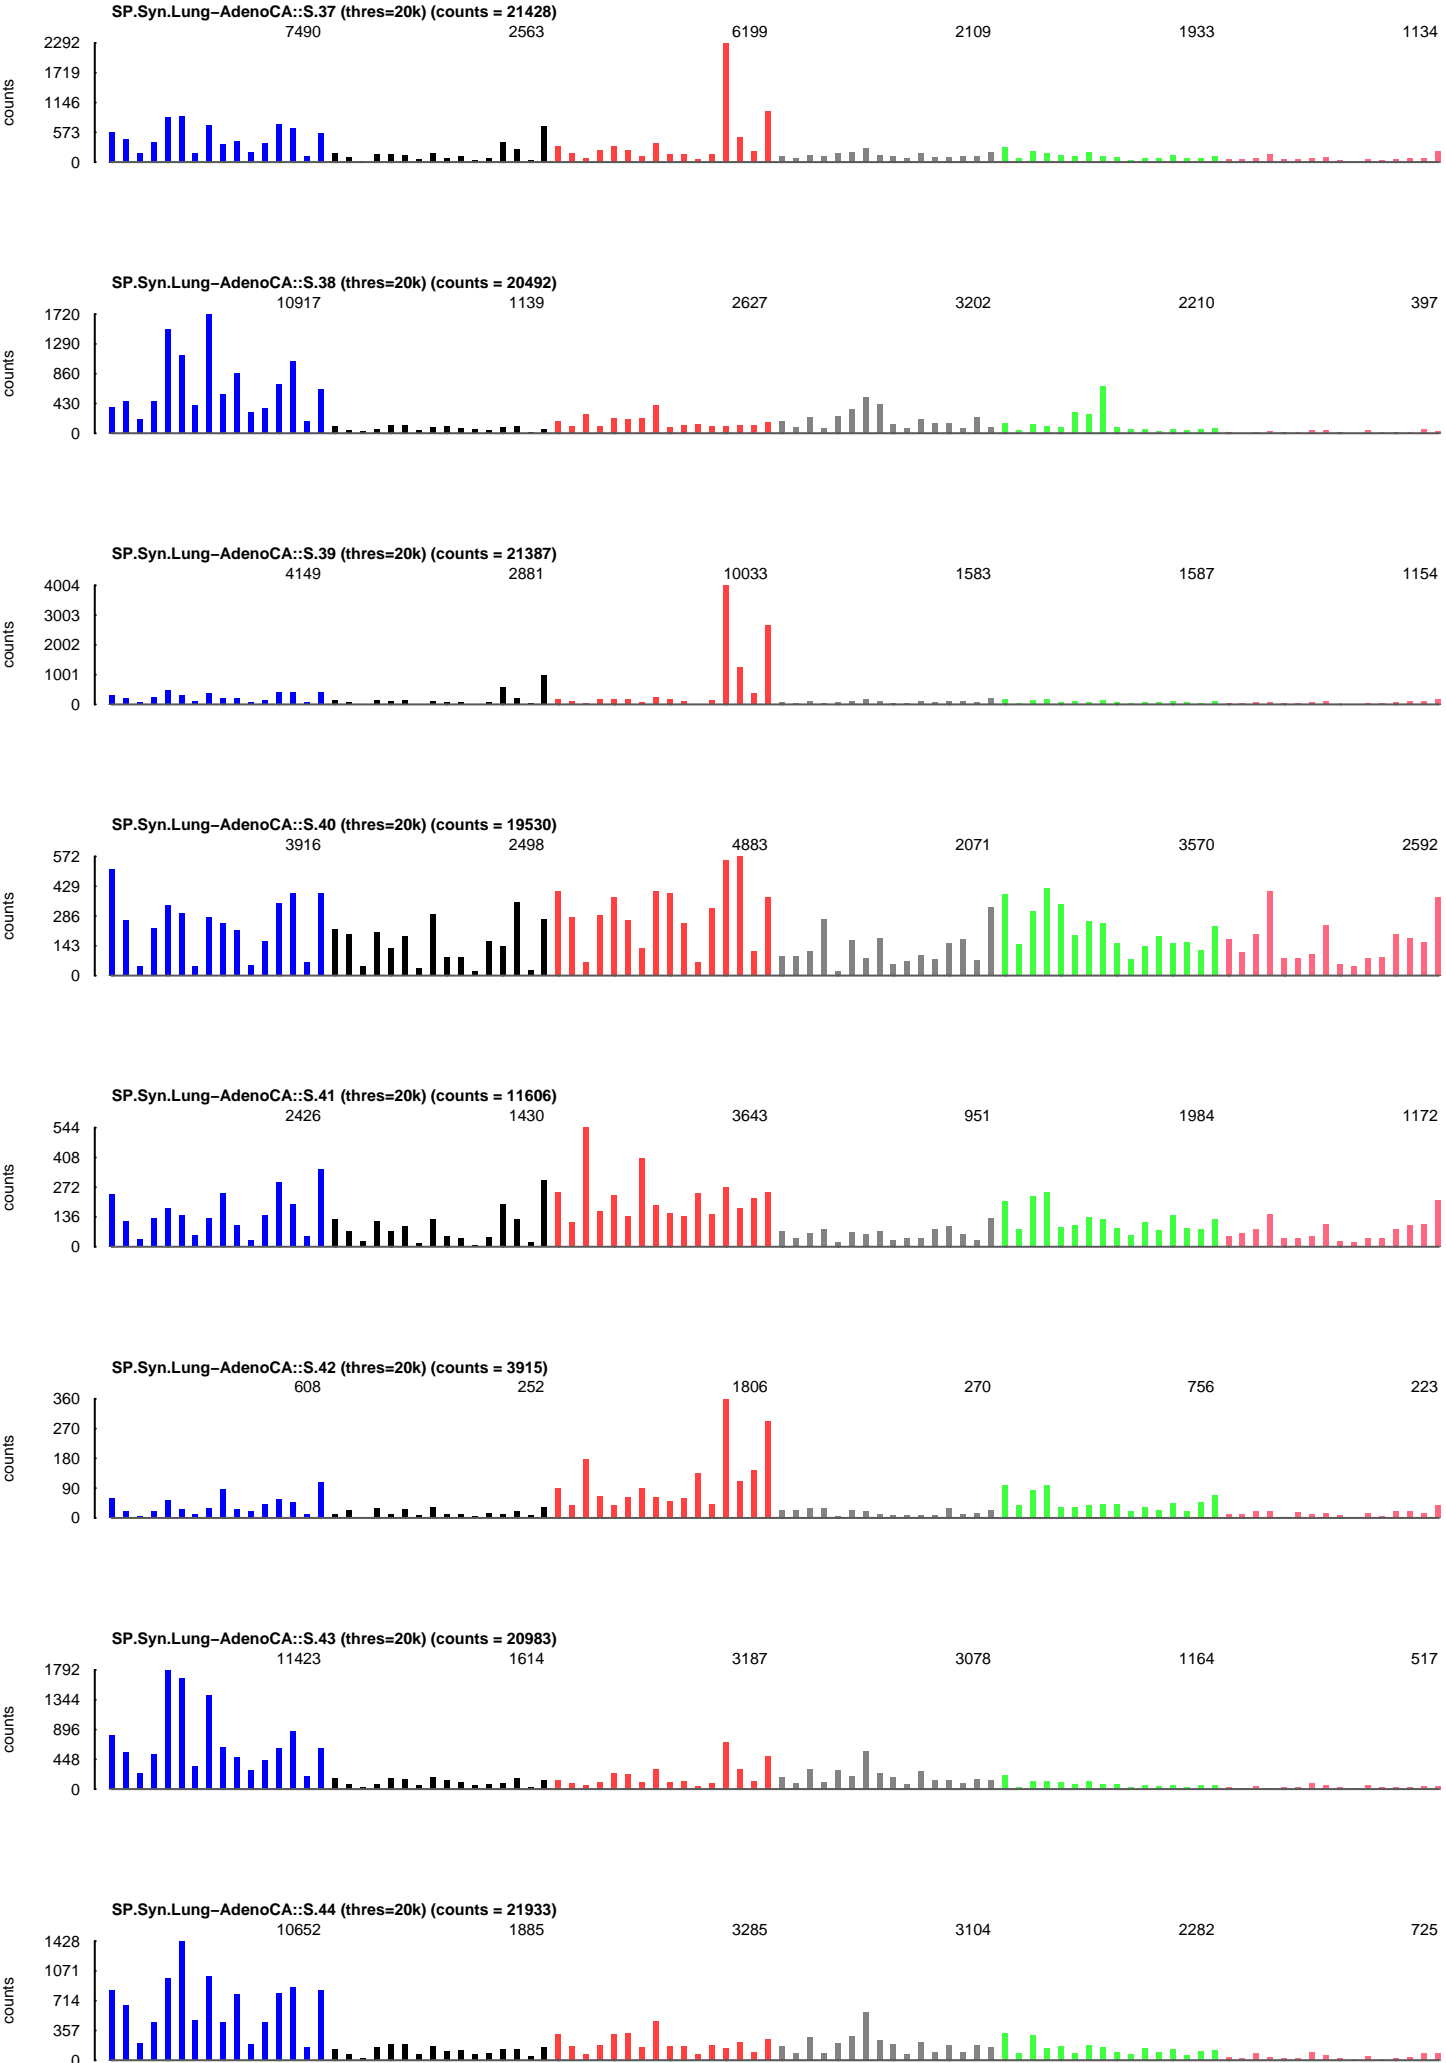 SP.Syn.Lung−AdenoCA::S.37 (thres=20k) (counts = 21428)
7490 2563 6199 2109 1933 1134
2292
1719
1146
573
0
counts
SP.Syn.Lung−AdenoCA::S.38 (thres=20k) (counts = 20492)
10917 1139 2627 3202 2210 397
1720
1290
860
430
0
counts
SP.Syn.Lung−AdenoCA::S.39 (thres=20k) (counts = 21387)
4149 2881 10033 1583 1587 1154
4004
3003
2002
1001
0
counts
SP.Syn.Lung−AdenoCA::S.40 (thres=20k) (counts = 19530)
3916 2498 4883 2071 3570 2592
572
429
286
143
0
counts
SP.Syn.Lung−AdenoCA::S.41 (thres=20k) (counts = 11606)
2426 1430 3643 951 1984 1172
544
408
272
136
0
counts
SP.Syn.Lung−AdenoCA::S.42 (thres=20k) (counts = 3915)
608 252 1806 270 756 223
360
270
180
90
0
counts
SP.Syn.Lung−AdenoCA::S.43 (thres=20k) (counts = 20983)
11423 1614 3187 3078 1164 517
1792
1344
896
448
0
counts
SP.Syn.Lung−AdenoCA::S.44 (thres=20k) (counts = 21933)
10652 1885 3285 3104 2282 725
1428
1071
714
357
0
counts